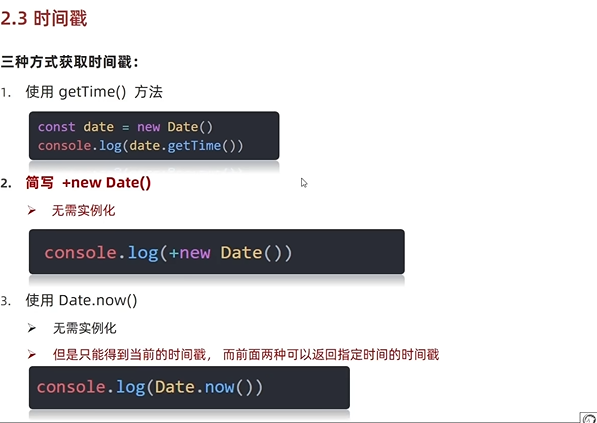 2.3 时间戳
三种方式获取时间戳：
1. 使用 getTime() 方法
const date = new Date()
console.log(date.getTime())
2. 简写 +new Date()
➢ 无需实例化
console.log(+new Date())
3. 使用 Date.now()
➢ 无需实例化
➢ 但是只能得到当前的时间戳， 而前面两种可以返回指定时间的时间戳
console.log(Date.now())